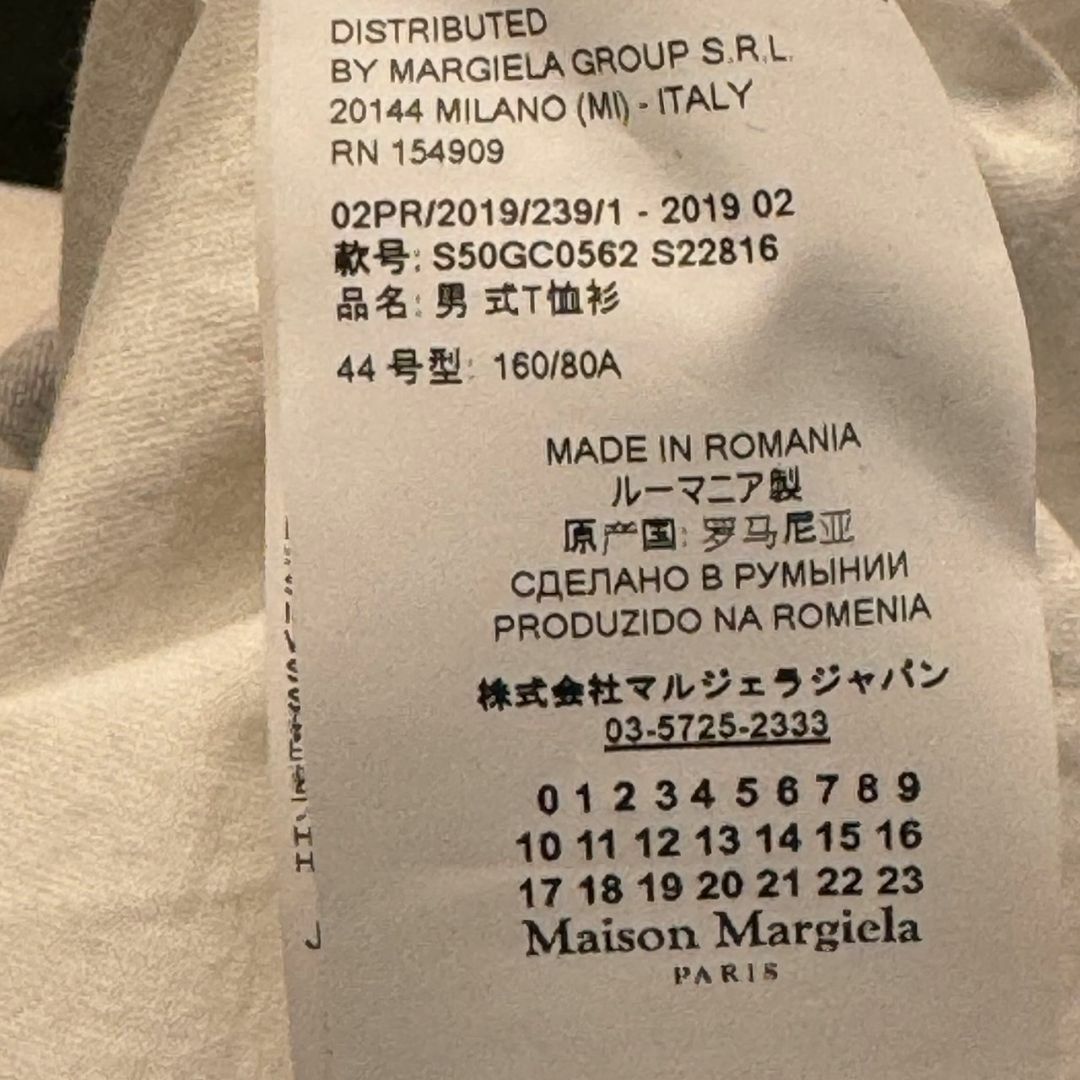 DISTRIBUTED
BY MARGIELA GROUP S.R.L.
20144 MILANO (MI) - ITALY
RN 154909
02PR/2019/239/1 - 2019 02
款号: S50GC0562 S22816
品名: 男 式T恤衫
44 号型: 160/80A
MADE IN ROMANIA
ルーマニア製
原产国: 罗马尼亚
СДЕЛАНО В РУМЫНИИ
PRODUZIDO NA ROMENIA
株式会社マルジェラジャパン
03-5725-2333
0 1 2 3 4 5 6 7 8 9
10 11 12 13 14 15 16
17 18 19 20 21 22 23
Maison Margiela
PARIS